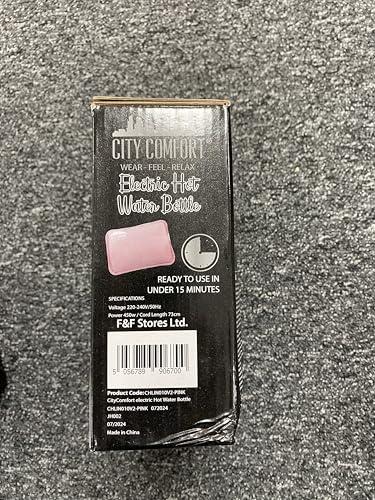 CITY COMFORT
WEAR - FEEL - RELAX
Electric Hot
Water Bottle
READY TO USE IN
UNDER 15 MINUTES
SPECIFICATIONS
Voltage 220-240V/50Hz
Power 450w / Cord Length 73cm
F&F Stores Ltd.
5 056789 906700
Product Code: CHLIN010V2-PINK
CityComfort electric Hot Water Bottle
CHLIN010V2-PINK 072024
JH002
07/2024
Made in China